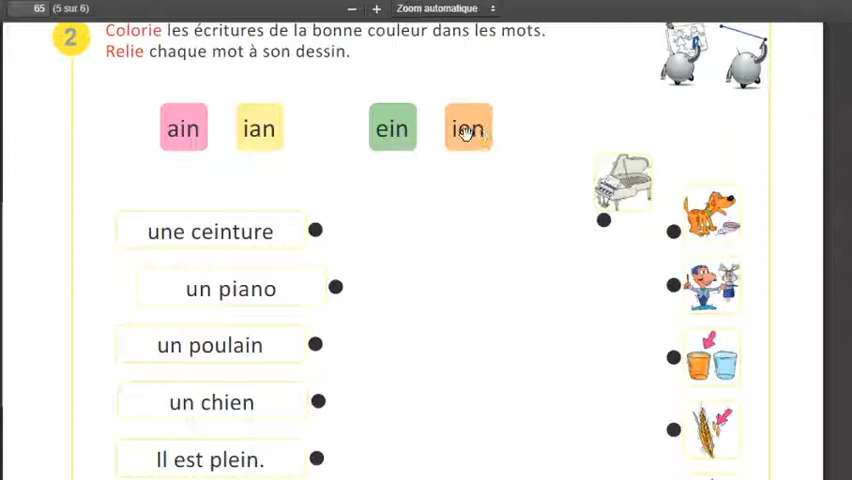 65 (5 sur 6) — + Zoom automatique
2
Colorie les écritures de la bonne couleur dans les mots.
Relie chaque mot à son dessin.
ain ian ein ien
une ceinture
un piano
un poulain
un chien
Il est plein.